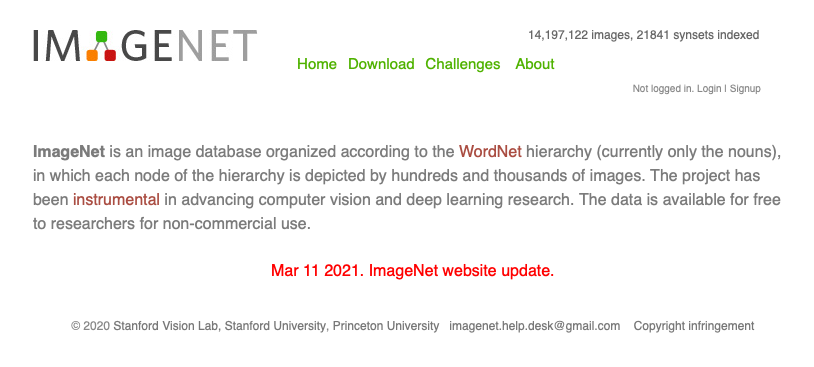 IMAGENET
14,197,122 images, 21841 synsets indexed
Home Download Challenges About
Not logged in. Login | Signup
ImageNet is an image database organized according to the WordNet hierarchy (currently only the nouns),
in which each node of the hierarchy is depicted by hundreds and thousands of images. The project has
been instrumental in advancing computer vision and deep learning research. The data is available for free
to researchers for non-commercial use.
Mar 11 2021. ImageNet website update.
© 2020 Stanford Vision Lab, Stanford University, Princeton University imagenet.help.desk@gmail.com Copyright infringement